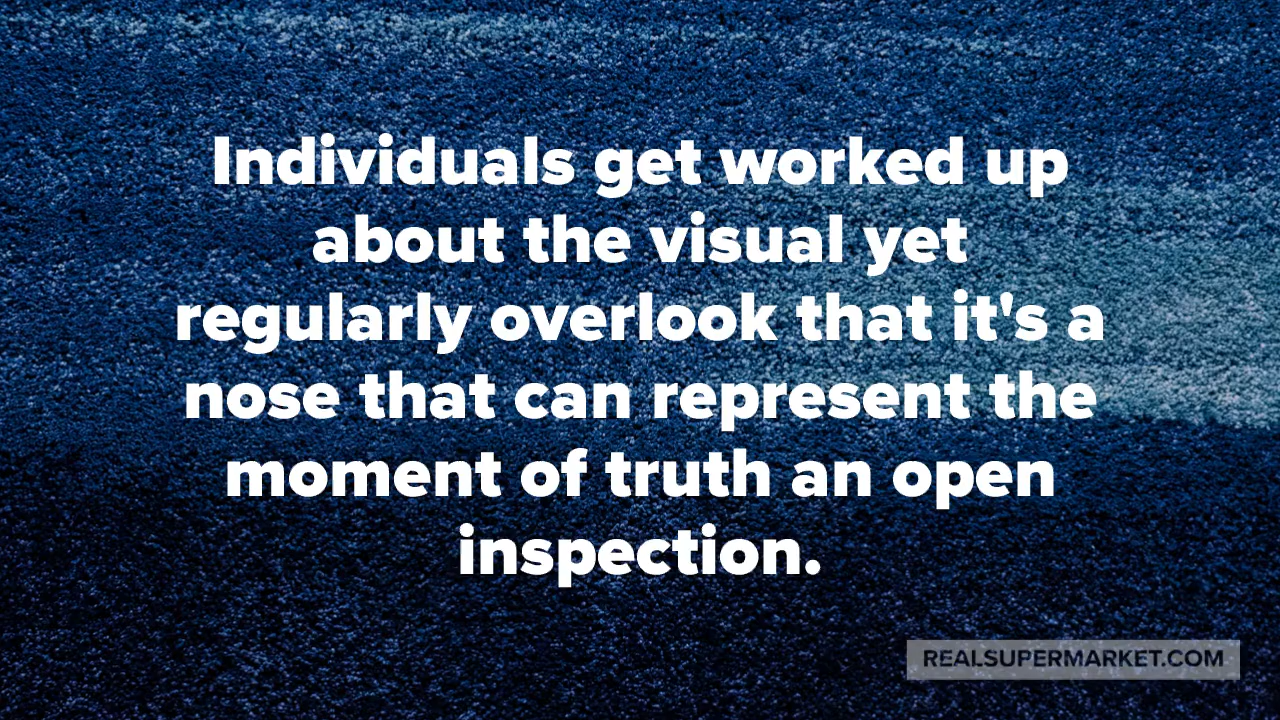 Individuals get worked up
about the visual yet
regularly overlook that it's a
nose that can represent the
moment of truth an open
inspection.
REALSUPERMARKET.COM